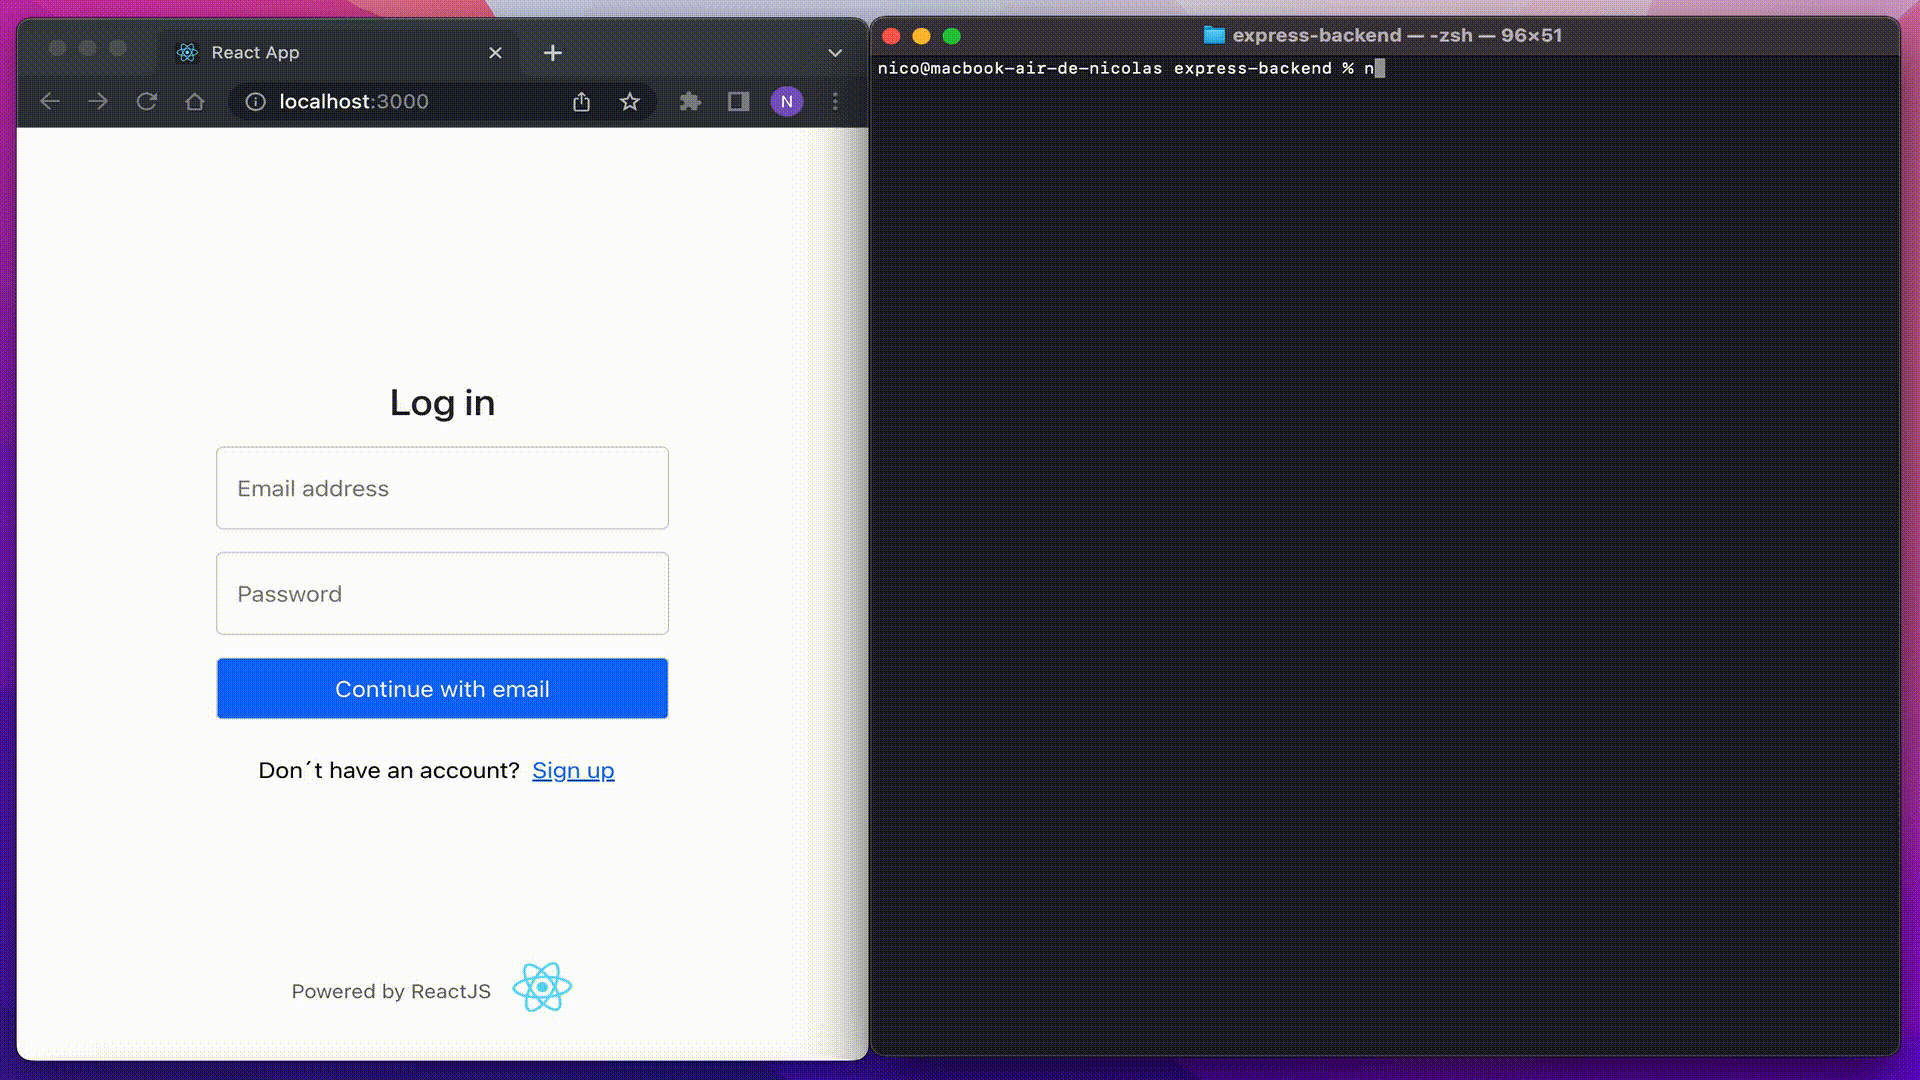 React App
localhost:3000
N
Log in
Email address
Password
Continue with email
Don´t have an account? Sign up
Powered by ReactJS
express-backend — -zsh — 96×51
nico@macbook-air-de-nicolas express-backend % n